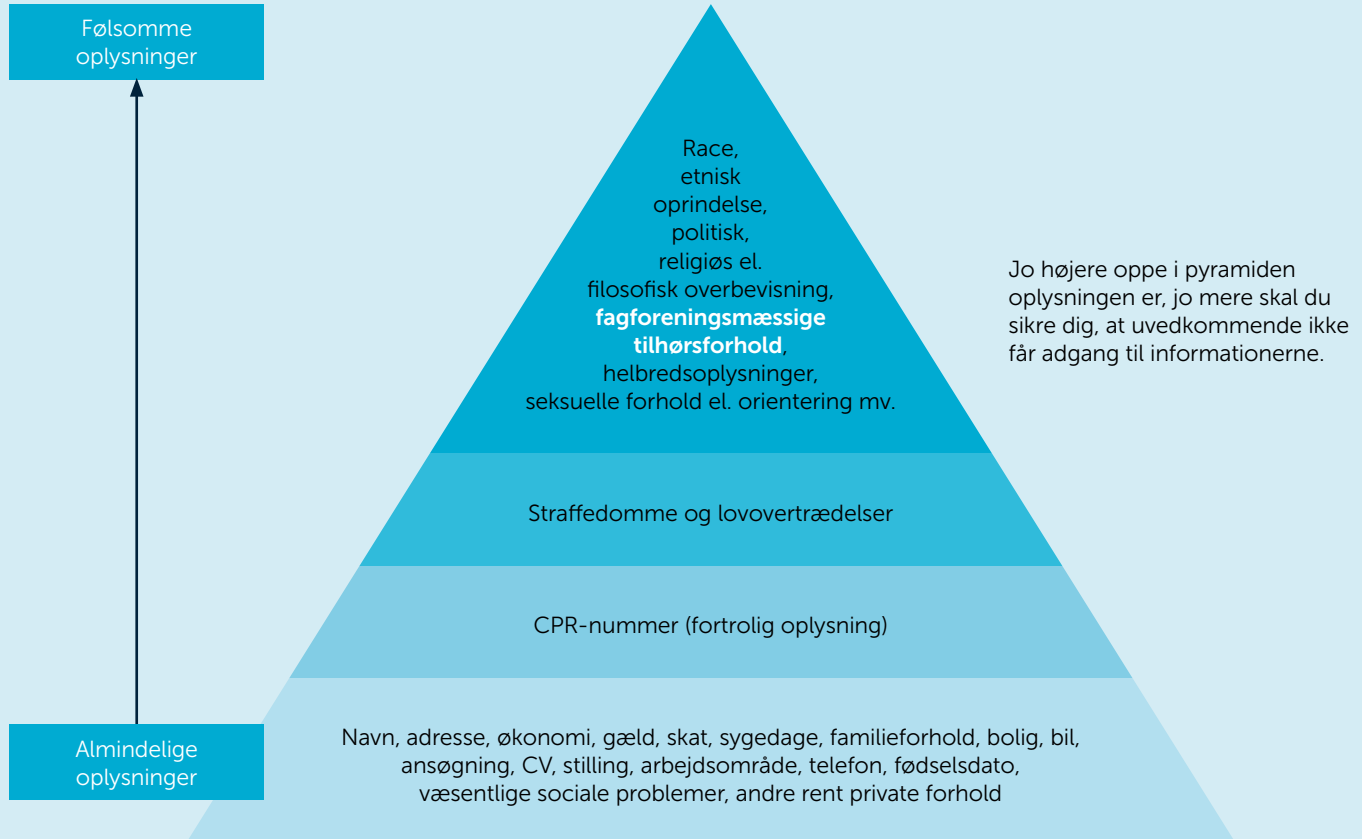 Følsomme
oplysninger
Race,
etnisk
oprindelse,
politisk,
religiøs el.
filosofisk overbevisning,
fagforeningsmæssige
tilhørsforhold,
helbredsoplysninger,
seksuelle forhold el. orientering mv.
Jo højere oppe i pyramiden
oplysningen er, jo mere skal du
sikre dig, at uvedkommende ikke
får adgang til informationerne.
Straffedomme og lovovertrædelser
CPR-nummer (fortrolig oplysning)
Almindelige
oplysninger
Navn, adresse, økonomi, gæld, skat, sygedage, familieforhold, bolig, bil,
ansøgning, CV, stilling, arbejdsområde, telefon, fødselsdato,
væsentlige sociale problemer, andre rent private forhold